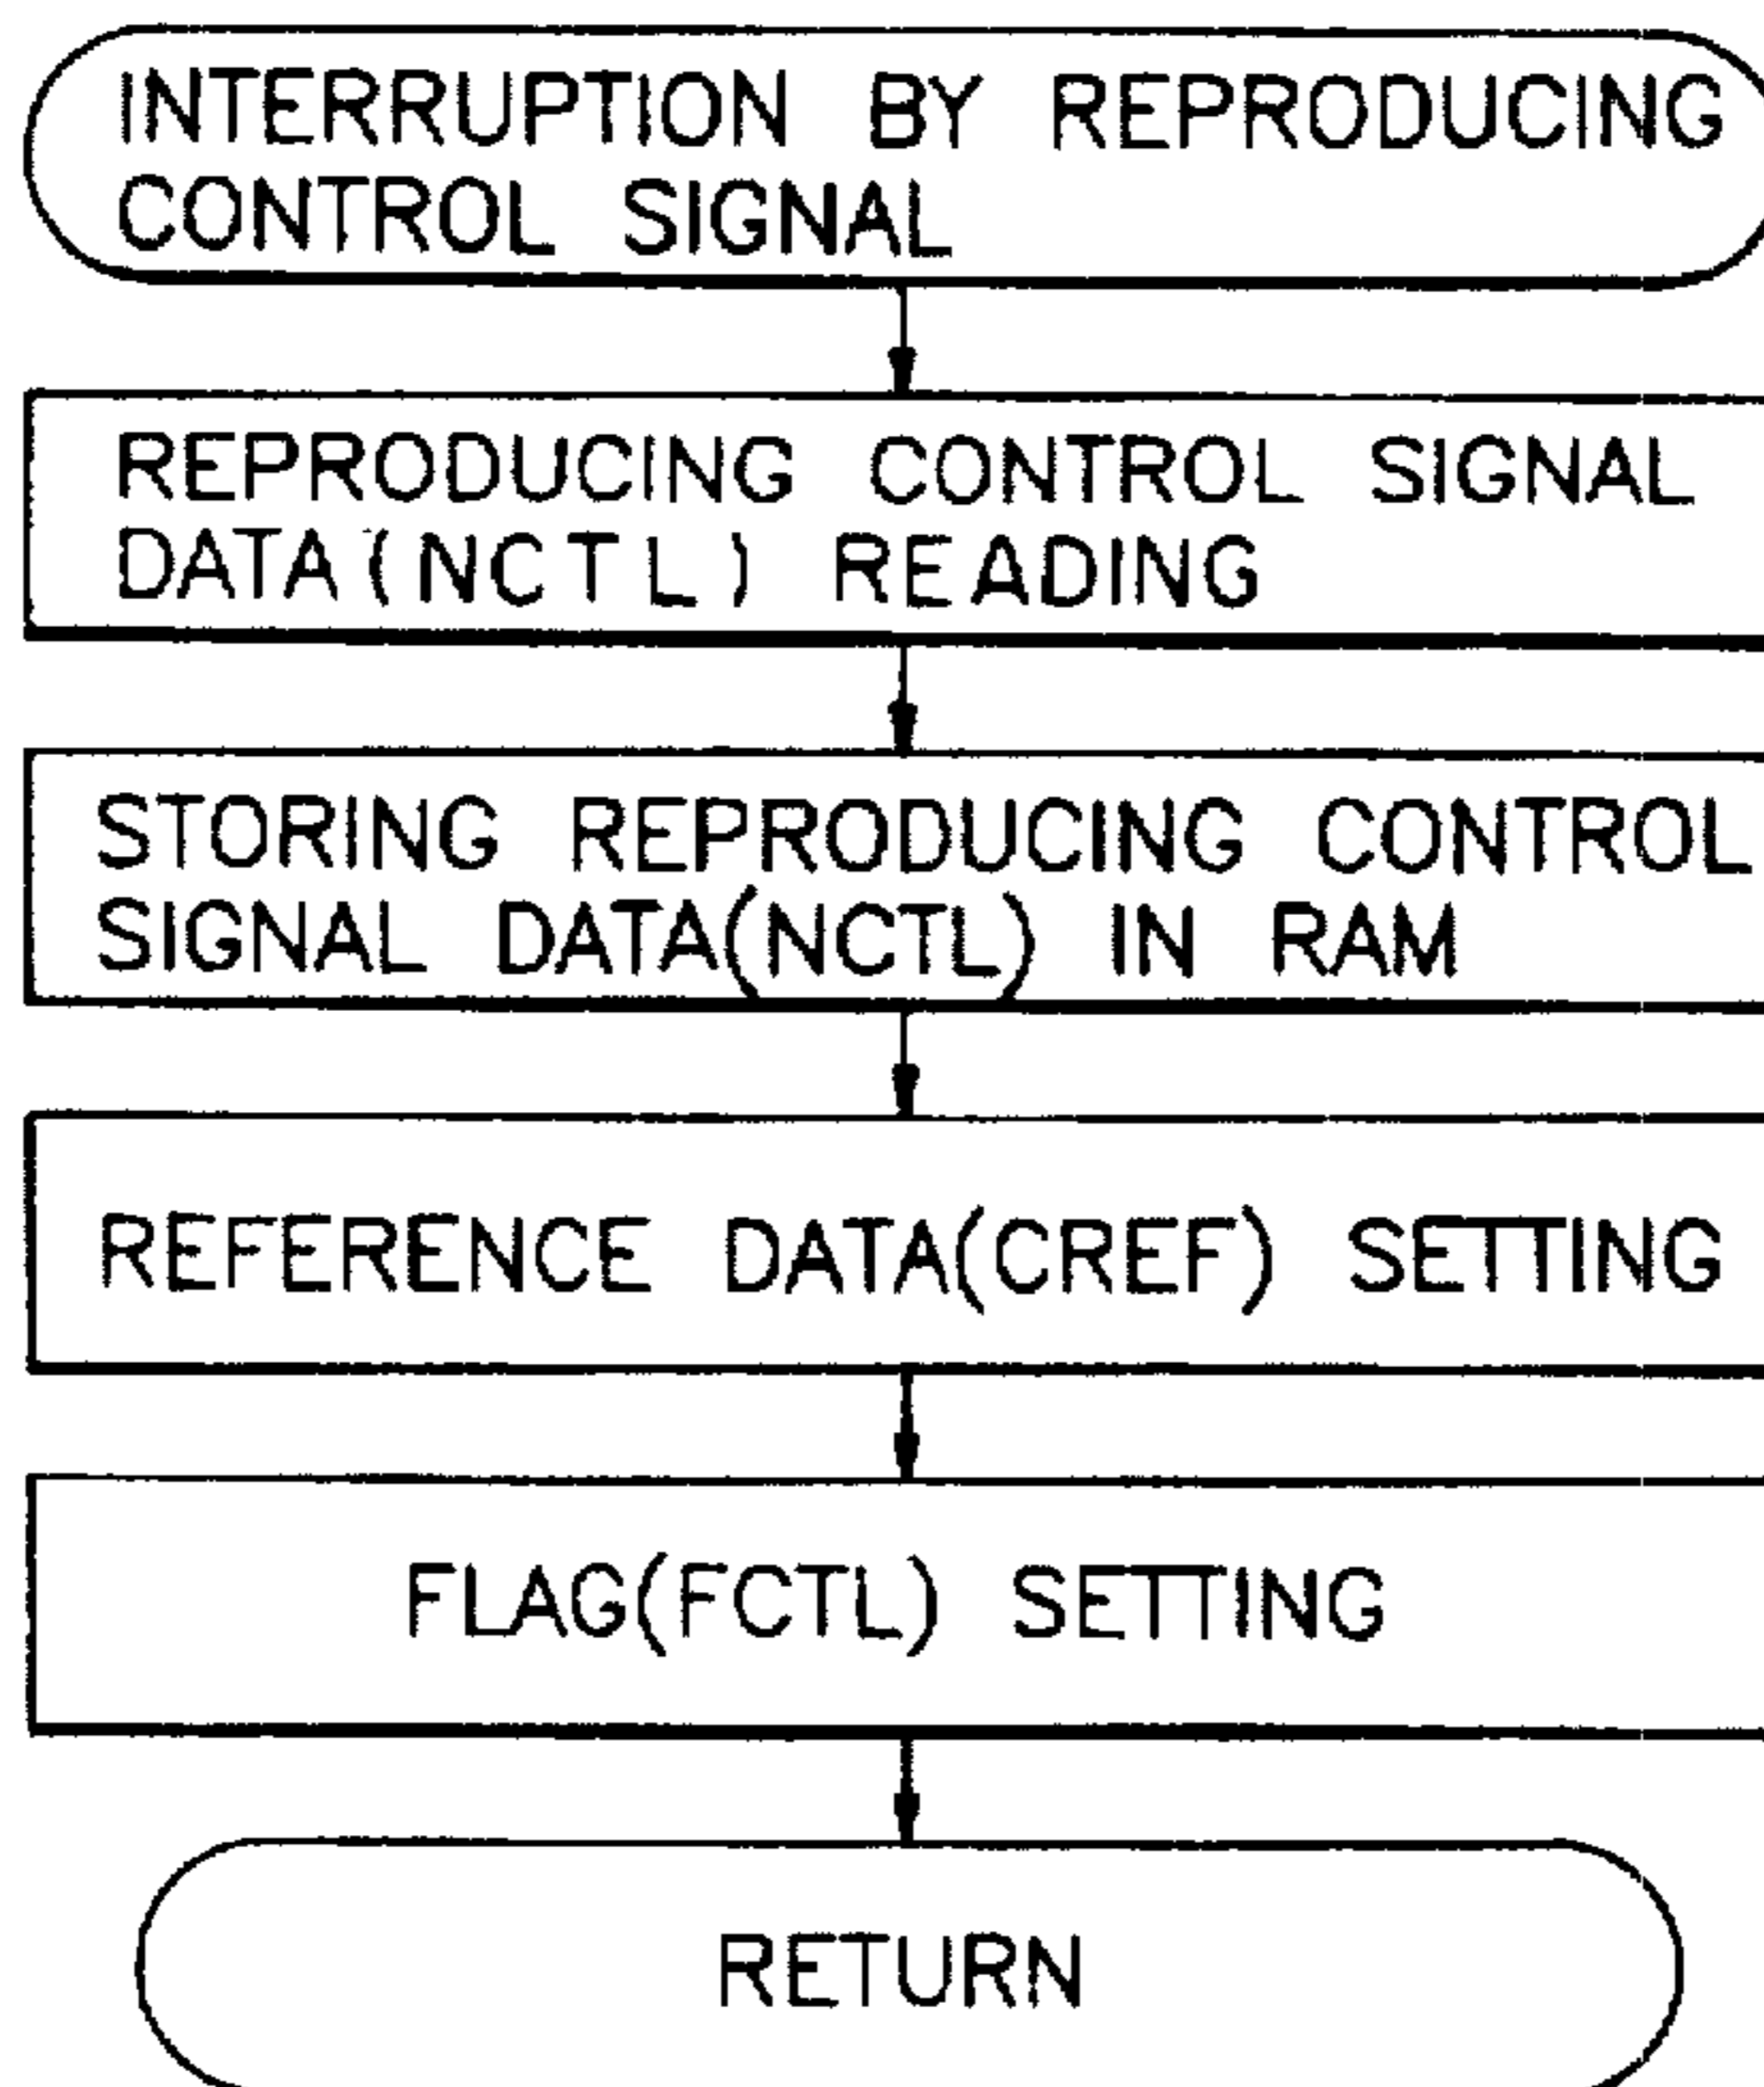 INTERRUPTION BY REPRODUCING
CONTROL SIGNAL
REPRODUCING CONTROL SIGNAL
DATA (NCTL) READING
STORING REPRODUCING CONTROL
SIGNAL DATA(NCTL) IN RAM
REFERENCE DATA(CREF) SETTING
FLAG(FCTL) SETTING
RETURN